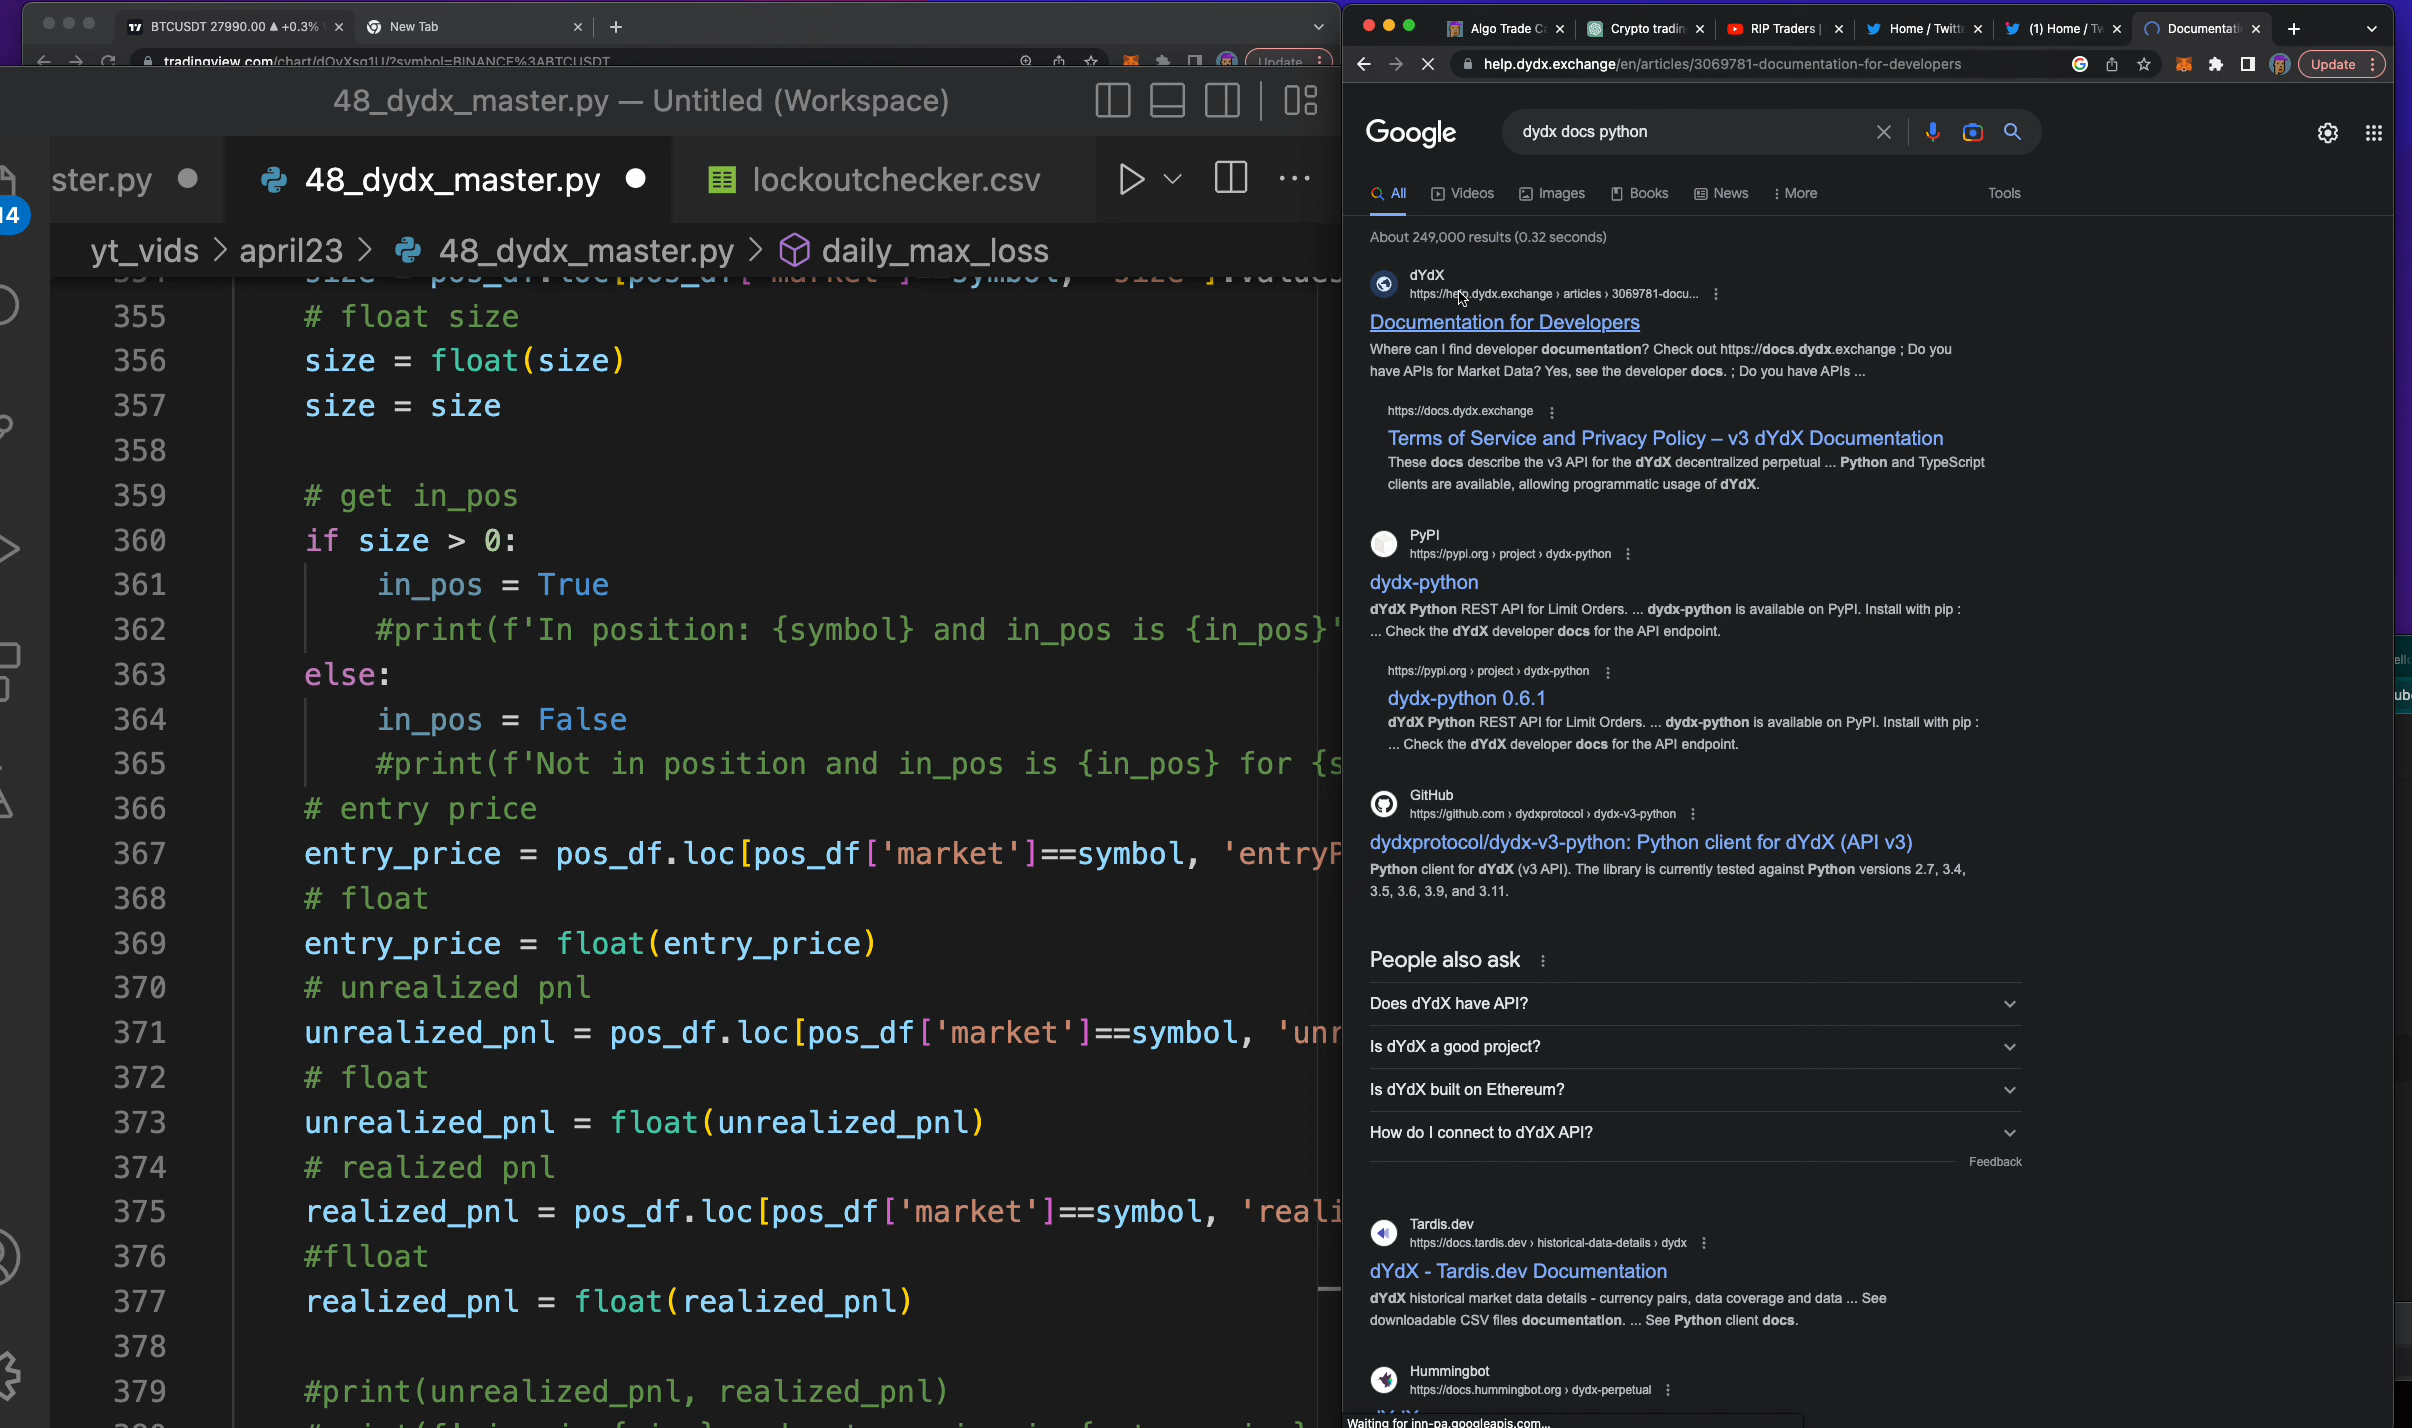 BTCUSDT 27990.00 ▲ +0.3%
New Tab
tradingview.com/chart/dOvXsg1U/?symbol=BINANCE%3ABTCUSDT
Update
48_dydx_master.py — Untitled (Workspace)
ster.py
48_dydx_master.py
lockoutchecker.csv
14
yt_vids > april23 > 48_dydx_master.py > daily_max_loss
355 # float size
356 size = float(size)
357 size = size
358
359 # get in_pos
360 if size > 0:
361 in_pos = True
362 #print(f'In position: {symbol} and in_pos is {in_pos}'
363 else:
364 in_pos = False
365 #print(f'Not in position and in_pos is {in_pos} for {s
366 # entry price
367 entry_price = pos_df.loc[pos_df['market']==symbol, 'entryP
368 # float
369 entry_price = float(entry_price)
370 # unrealized pnl
371 unrealized_pnl = pos_df.loc[pos_df['market']==symbol, 'unr
372 # float
373 unrealized_pnl = float(unrealized_pnl)
374 # realized pnl
375 realized_pnl = pos_df.loc[pos_df['market']==symbol, 'reali
376 #flloat
377 realized_pnl = float(realized_pnl)
378
379 #print(unrealized_pnl, realized_pnl)
Algo Trade C
Crypto tradin
RIP Traders |
Home / Twitt
(1) Home / Tw
Documentati
help.dydx.exchange/en/articles/3069781-documentation-for-developers
Update
Google
dydx docs python
All
Videos
Images
Books
News
More
Tools
About 249,000 results (0.32 seconds)
dYdX
https://help.dydx.exchange › articles › 3069781-docu...
Documentation for Developers
Where can I find developer documentation? Check out https://docs.dydx.exchange ; Do you
have APIs for Market Data? Yes, see the developer docs. ; Do you have APIs ...
https://docs.dydx.exchange
Terms of Service and Privacy Policy – v3 dYdX Documentation
These docs describe the v3 API for the dYdX decentralized perpetual ... Python and TypeScript
clients are available, allowing programmatic usage of dYdX.
PyPI
https://pypi.org › project › dydx-python
dydx-python
dYdX Python REST API for Limit Orders. ... dydx-python is available on PyPI. Install with pip :
... Check the dYdX developer docs for the API endpoint.
https://pypi.org › project › dydx-python
dydx-python 0.6.1
dYdX Python REST API for Limit Orders. ... dydx-python is available on PyPI. Install with pip :
... Check the dYdX developer docs for the API endpoint.
GitHub
https://github.com › dydxprotocol › dydx-v3-python
dydxprotocol/dydx-v3-python: Python client for dYdX (API v3)
Python client for dYdX (v3 API). The library is currently tested against Python versions 2.7, 3.4,
3.5, 3.6, 3.9, and 3.11.
People also ask
Does dYdX have API?
Is dYdX a good project?
Is dYdX built on Ethereum?
How do I connect to dYdX API?
Feedback
Tardis.dev
https://docs.tardis.dev › historical-data-details › dydx
dYdX - Tardis.dev Documentation
dYdX historical market data details - currency pairs, data coverage and data ... See
downloadable CSV files documentation. ... See Python client docs.
Hummingbot
https://docs.hummingbot.org › dydx-perpetual
Waiting for inn-pa.googleapis.com...